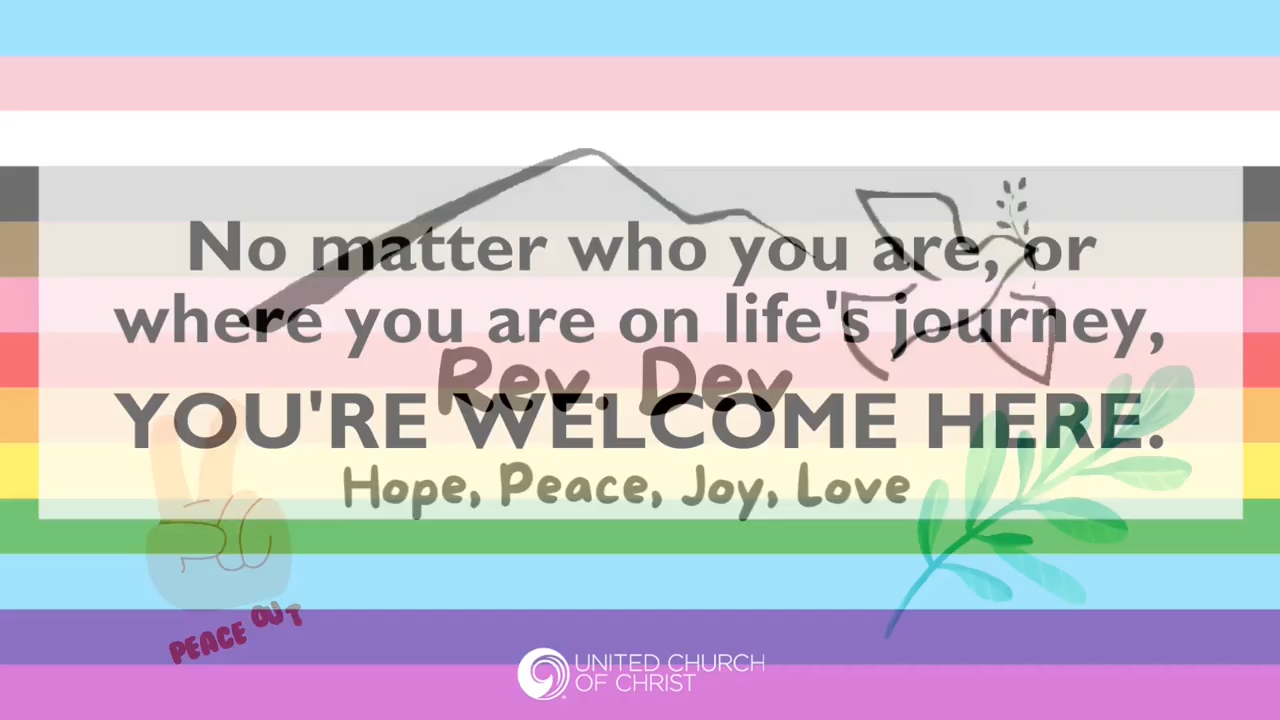 No matter who you are, or
where you are on life's journey,
Rev. Dev
YOU'RE WELCOME HERE.
Hope, Peace, Joy, Love
PEACE OUT
UNITED CHURCH
OF CHRIST